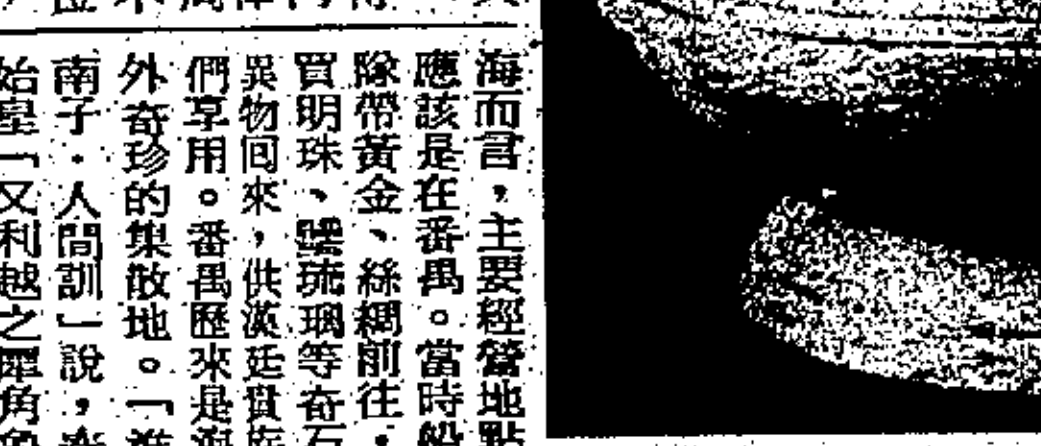 海而言，主要經營地點
應該是在番禺。當時船
隊帶黃金、絲綢前往，
買明珠、璧琉璃等奇石
異物回來，供漢廷貴族
們享用。番禺歷來是海
外奇珍的集散地。「淮
南子·人間訓」說，秦
始皇「又利越之犀角